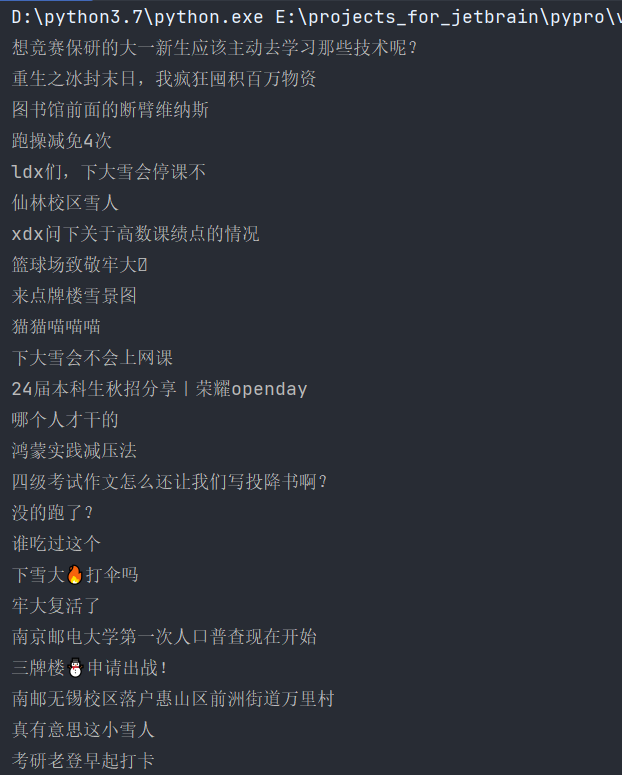 D:\python3.7\python.exe E:\projects_for_jetbrain\pypro\v
想竞赛保研的大一新生应该主动去学习那些技术呢?
重生之冰封末日，我疯狂囤积百万物资
图书馆前面的断臂维纳斯
跑操减免4次
ldx们，下大雪会停课不
仙林校区雪人
xdx问下关于高数课绩点的情况
篮球场致敬牢大
来点牌楼雪景图
猫猫喵喵喵
下大雪会不会上网课
24届本科生秋招分享丨荣耀openday
哪个人才干的
鸿蒙实践减压法
四级考试作文怎么还让我们写投降书啊?
没的跑了?
谁吃过这个
下雪大🔥打伞吗
牢大复活了
南京邮电大学第一次人口普查现在开始
三牌楼⛄申请出战!
南邮无锡校区落户惠山区前洲街道万里村
真有意思这小雪人
考研老登早起打卡